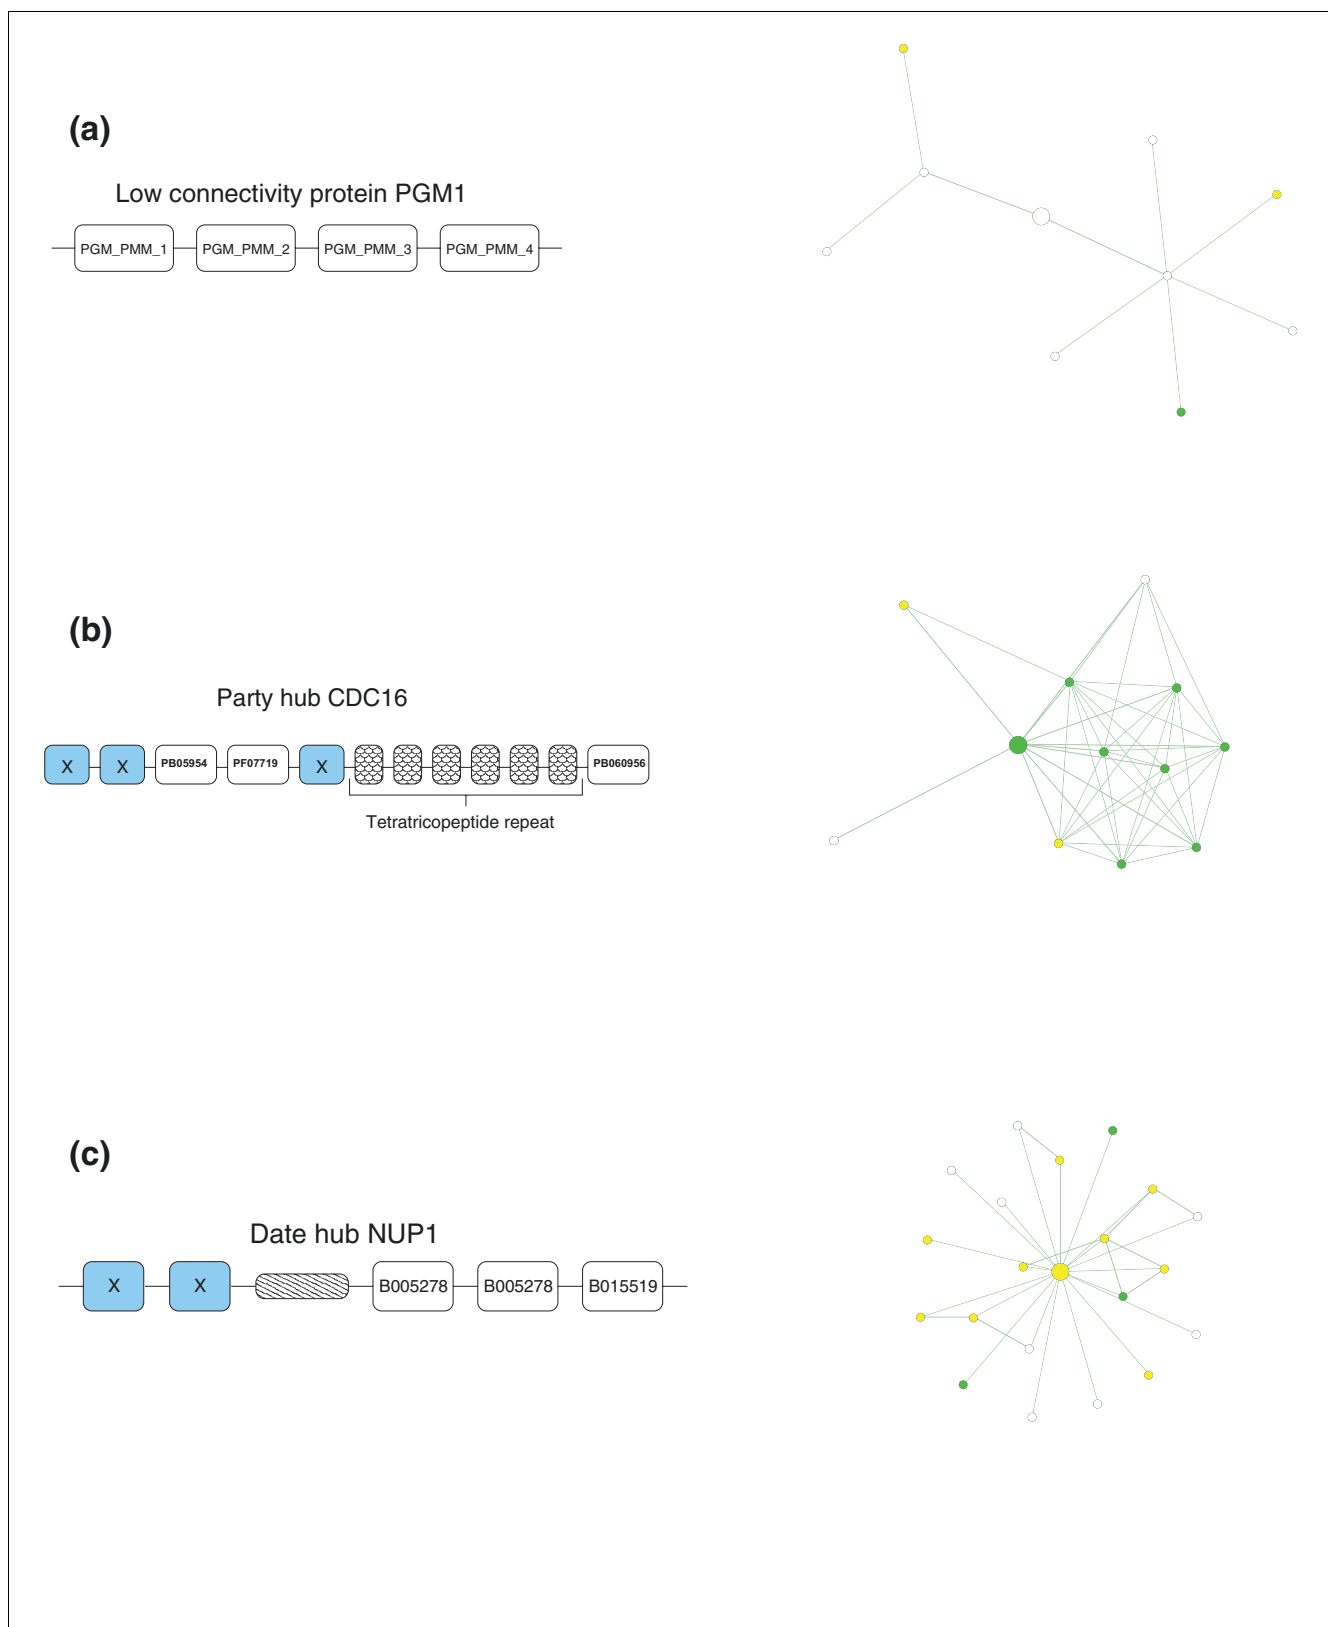 (a)
Low connectivity protein PGM1
PGM_PMM_1 PGM_PMM_2 PGM_PMM_3 PGM_PMM_4
(b)
Party hub CDC16
X X PB05954 PF07719 X PB060956
Tetratricopeptide repeat
(c)
Date hub NUP1
X X B005278 B005278 B015519